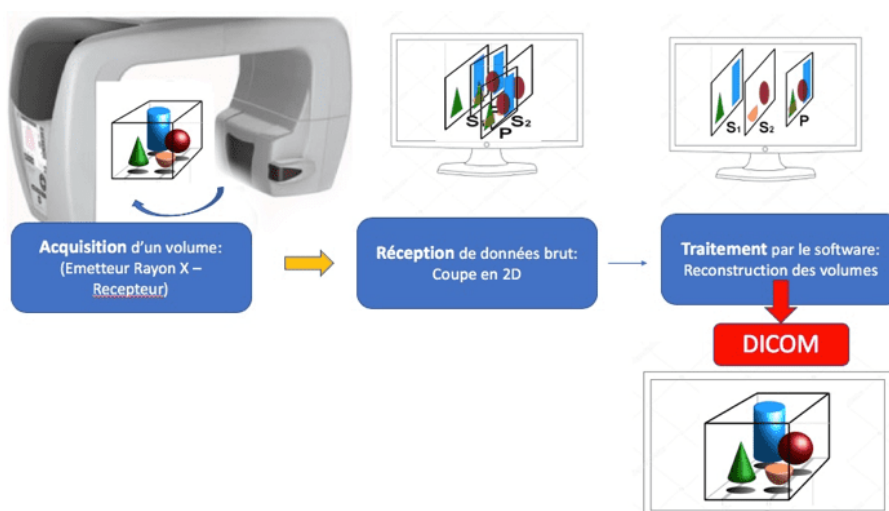 S₁
S₂
P
S₁
S₂
P
Acquisition d'un volume:
(Emetteur Rayon X –
Recepteur)
Réception de données brut:
Coupe en 2D
Traitement par le software:
Reconstruction des volumes
DICOM